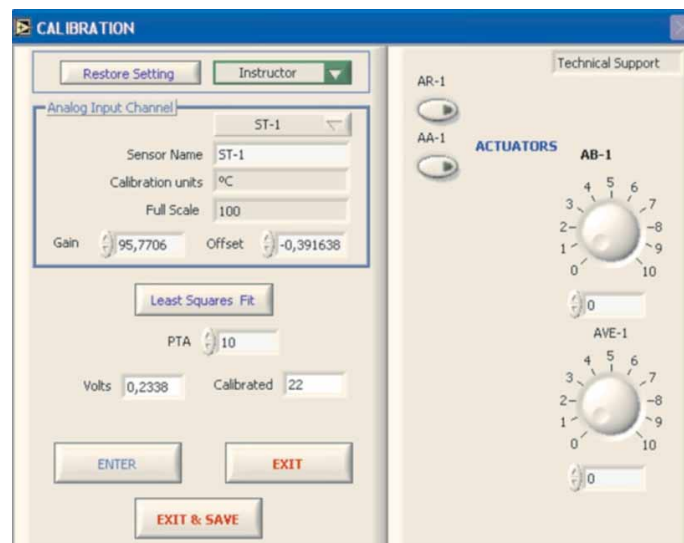 CALIBRATION
Restore Setting
Instructor
Analog Input Channel
ST-1
Sensor Name ST-1
Calibration units ºC
Full Scale 100
Gain 95,7706 Offset -0,391638
Least Squares Fit
PTA 10
Volts 0,2338 Calibrated 22
ENTER
EXIT
EXIT & SAVE
Technical Support
AR-1
AA-1
ACTUATORS
AB-1
0 1 2 3 4 5 6 7 8 9 10
0
AVE-1
0 1 2 3 4 5 6 7 8 9 10
0